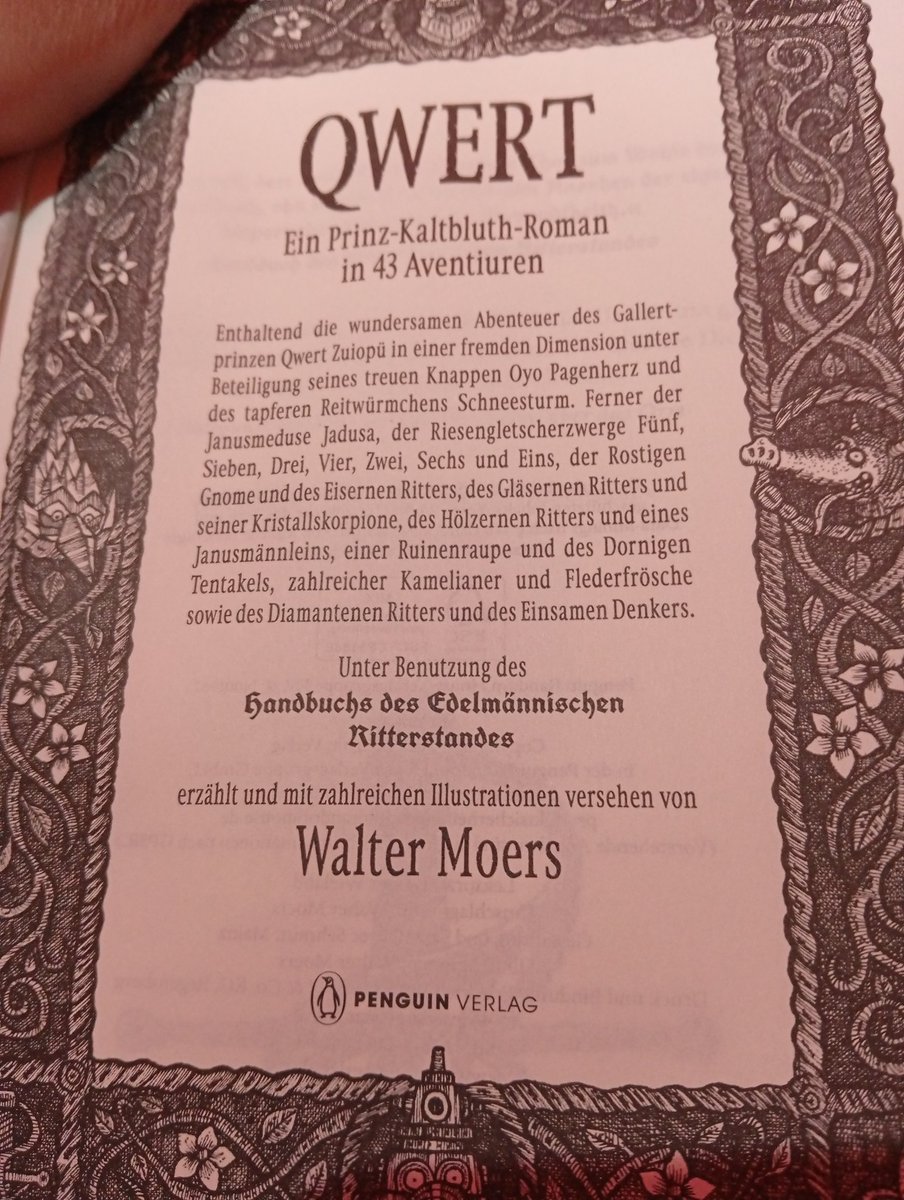 QWERT
Ein Prinz-Kaltbluth-Roman
in 43 Aventiuren
Enthaltend die wundersamen Abenteuer des Gallert-
prinzen Qwert Zuiopü in einer fremden Dimension unter
Beteiligung seines treuen Knappen Oyo Pagenherz und
des tapferen Reitwürmchens Schneesturm. Ferner der
Janusmeduse Jadusa, der Riesengletscherzwerge Fünf,
Sieben, Drei, Vier, Zwei, Sechs und Eins, der Rostigen
Gnome und des Eisernen Ritters, des Gläsernen Ritters und
seiner Kristallskorpione, des Hölzernen Ritters und eines
Janusmännleins, einer Ruinenraupe und des Dornigen
Tentakels, zahlreicher Kamelianer und Flederfrösche
sowie des Diamantenen Ritters und des Einsamen Denkers.
Unter Benutzung des
Handbuchs des Edelmännischen
Ritterstandes
erzählt und mit zahlreichen Illustrationen versehen von
Walter Moers
PENGUIN VERLAG